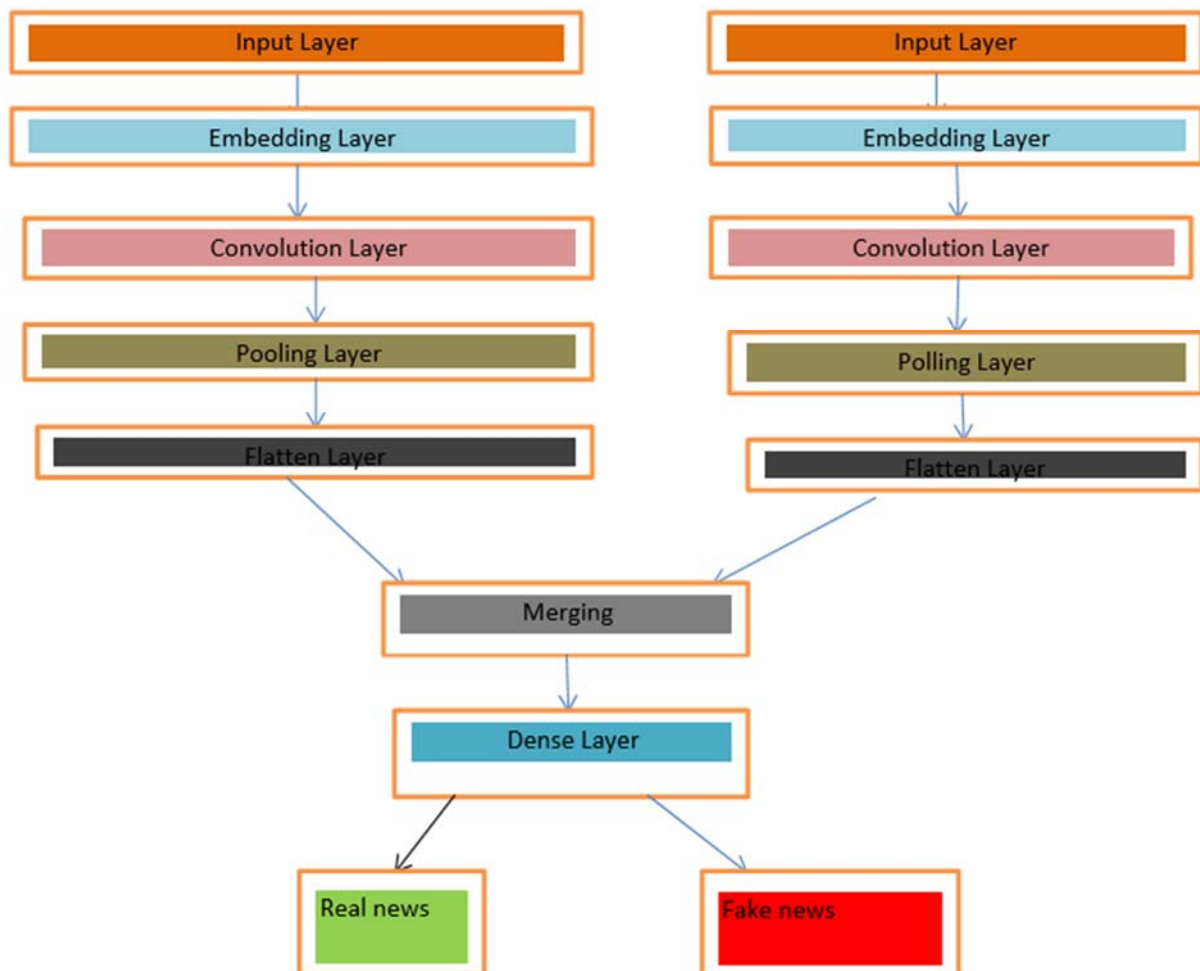 Input Layer
Input Layer
Embedding Layer
Embedding Layer
Convolution Layer
Convolution Layer
Pooling Layer
Polling Layer
Flatten Layer
Flatten Layer
Merging
Dense Layer
Real news
Fake news